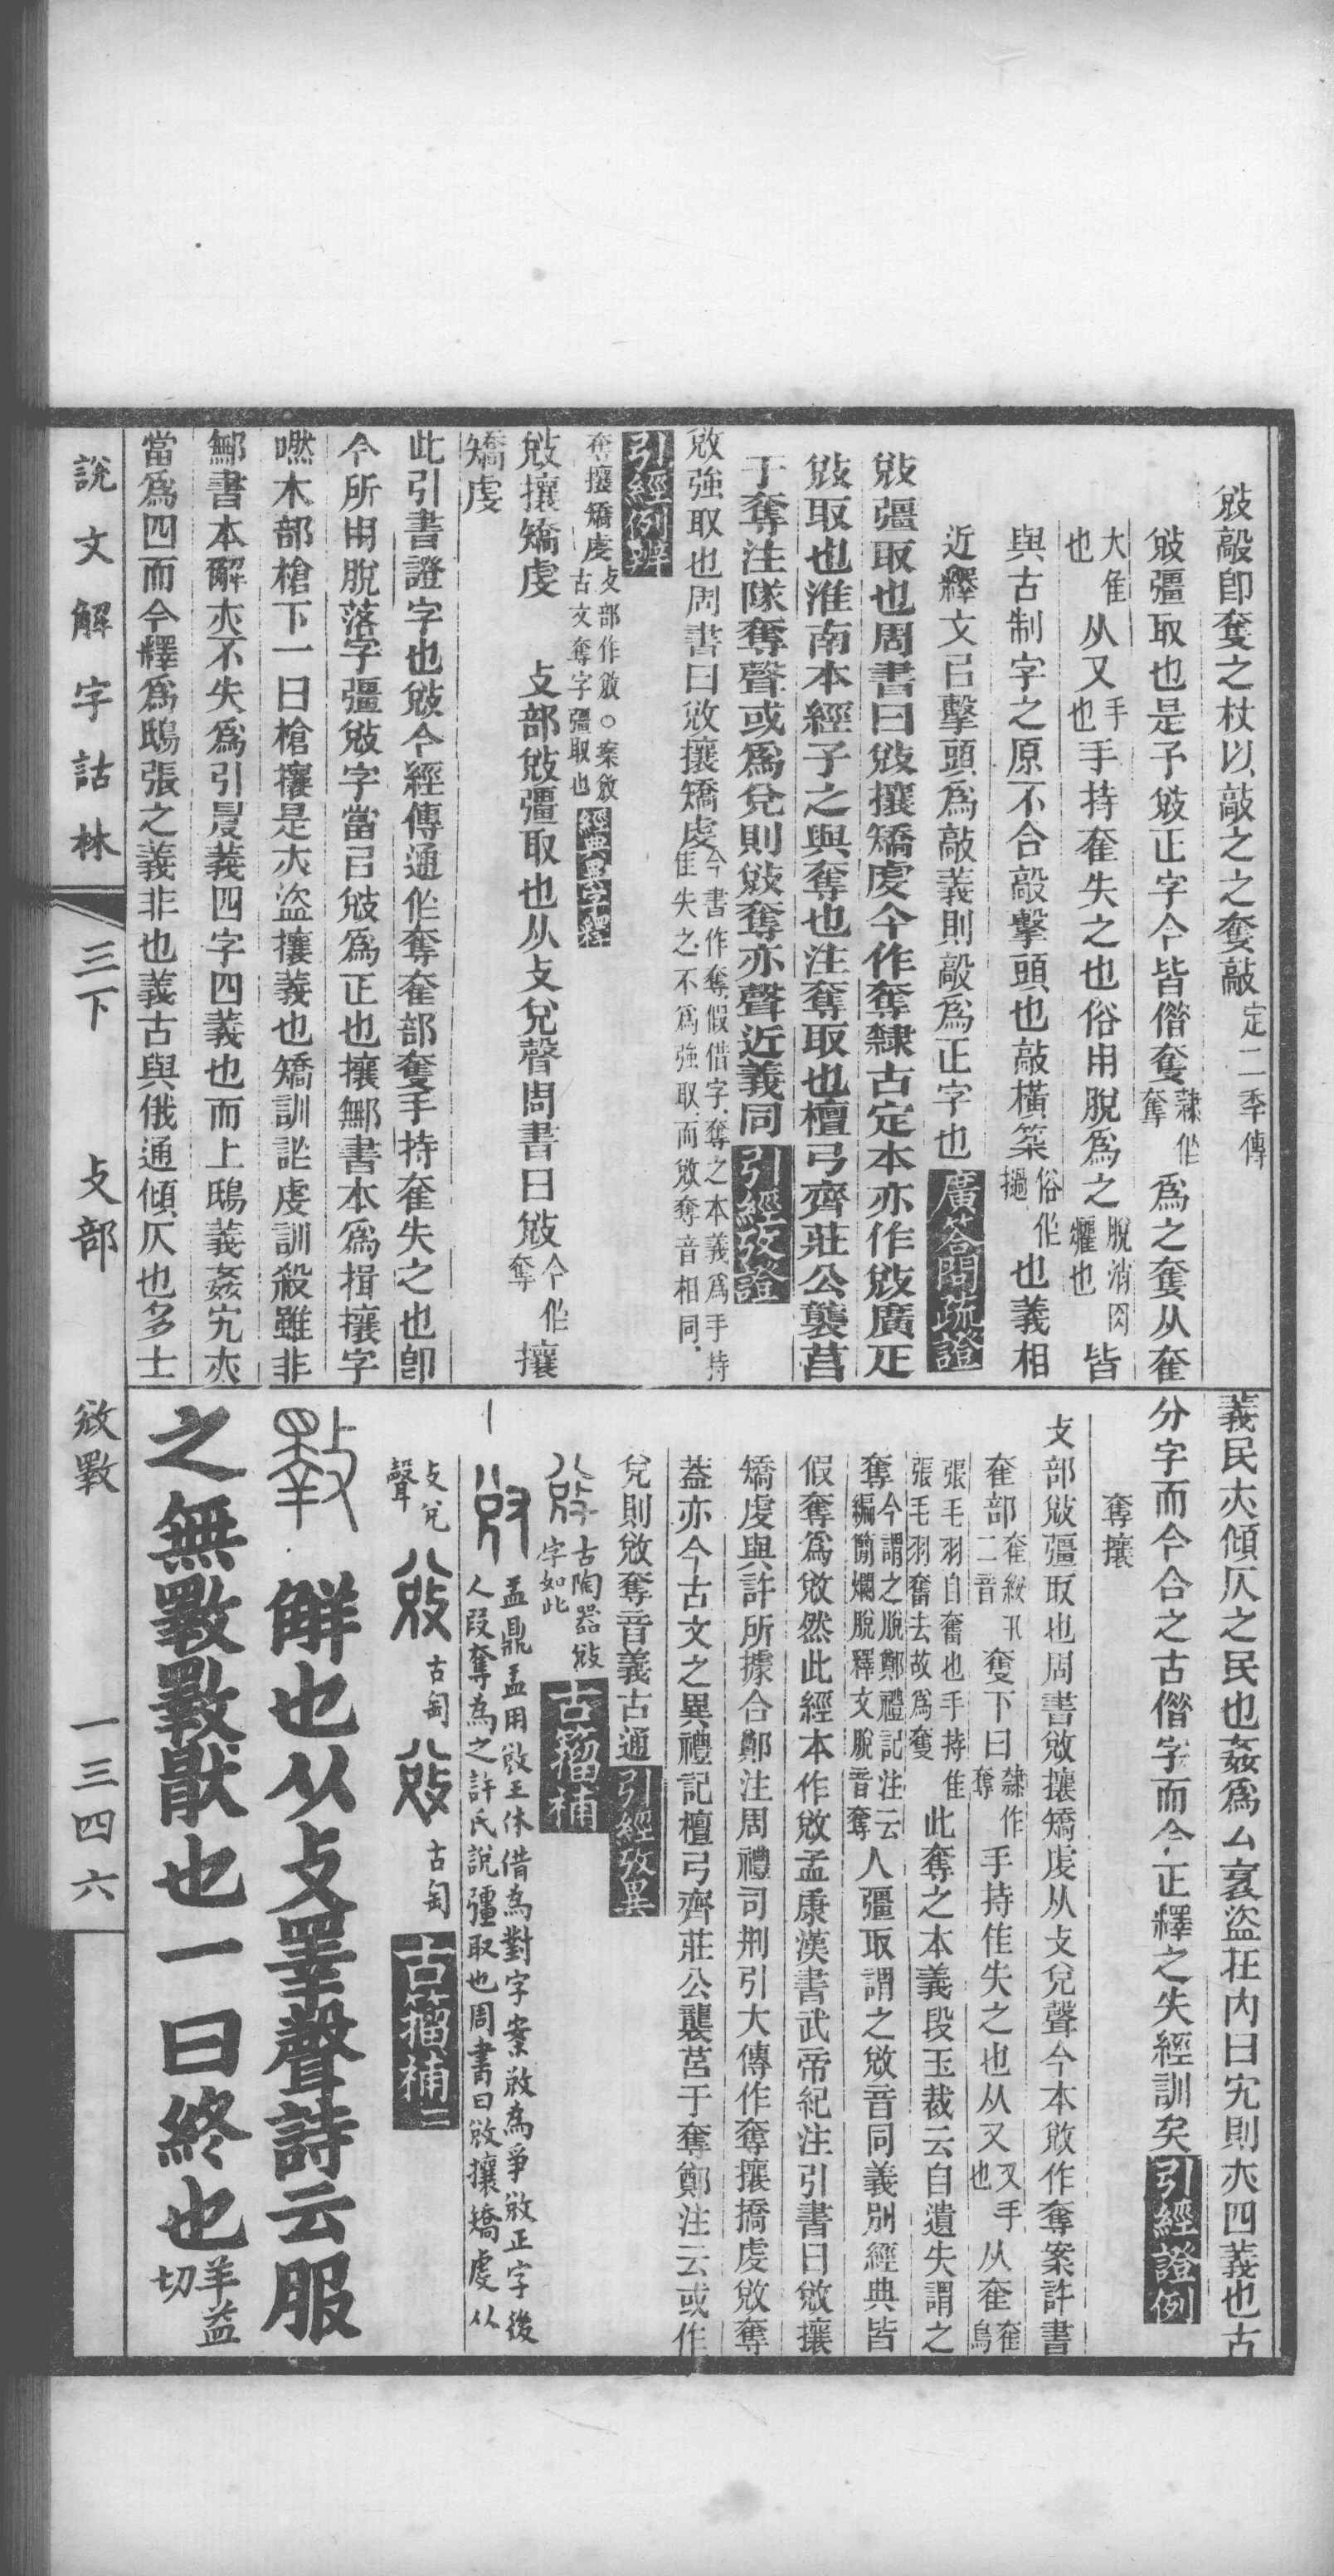 敓敲卽奪之杖以敲之之奪敲定二季傳
敓彊取也是予敓正字今皆借奪隸作奪爲之奪从奞
大隹也从又手也手持奞失之也俗用脫爲之脫消肉臞也皆
與古制字之原不合敲擊頭也敲橫䇲俗作撾也義相
近釋文㠯擊頭爲敲義則敲爲正字也廣答問疏證
敓彊取也周書曰敓攘矯虔今作奪隸古定本亦作敓廣疋
敓取也淮南本經子之與奪也注奪取也檀弓齊莊公襲莒
于奪注隊奪聲或爲兌則敓奪亦聲近義同引經攷證
敓強取也周書曰敓攘矯虔今書作奪假借字奪之本義爲手持隹失之不爲強取而敓奪音相同
引經例辨
奪攘矯虔攴部作敓○案敓古文奪字彊取也經典異字釋
敓攘矯虔　攴部敓彊取也从攴兌聲周書曰敓今作奪攘
矯虔
此引書證字也敓今經傳通作奪奞部奪手持奞失之也卽
今所用脫落字彊敓字當㠯敓爲正也攘鄦書本爲揖攘字
嘫木部槍下一曰槍攘是亦盜攘義也矯訓詐虔訓殺雖非
鄦書本解亦不失爲引㬰義四字四義也而上鴟義姦宄亦
當爲四而今釋爲鴟張之義非也義古與俄通傾仄也多士
義民亦傾仄之民也姦爲厶衺盜在內曰宄則亦四義也古
分字而今合之古借字而今正釋之失經訓矣引經證例
奪攘
攴部敓彊取也周書敓攘矯虔从攴兌聲今本敓作奪案許書
奞部奞綏卂二音奪下曰隸作奪手持隹失之也从又又手也从奞奞鳥
張毛羽自奮也手持隹張毛羽奮去故爲奪此奪之本義段玉裁云自遺失謂之
奪今謂之脫鄭禮記注云編簡爛脫釋文脫音奪人彊取謂之敓音同義別經典皆
假奪爲敓然此經本作敓孟康漢書武帝紀注引書曰敓攘
矯虔與許所據合鄭注周禮司刑引大傳作奪攘撟虔敓奪
蓋亦今古文之異禮記檀弓齊莊公襲莒于奪鄭注云或作
兌則敓奪音義古通引經攷異
古陶器敓字如此古籀補
盂鼎盂用敓王休借爲對字案敓爲爭敓正字後人叚奪爲之許氏說彊取也周書曰敓攘矯虔从
攴兌聲　古匋　古匋古籀補二
斁　解也从攴睪聲詩云服
之無斁斁猒也一曰終也羊益切
說文解字詁林　三下　攴部　敓斁　一三四六